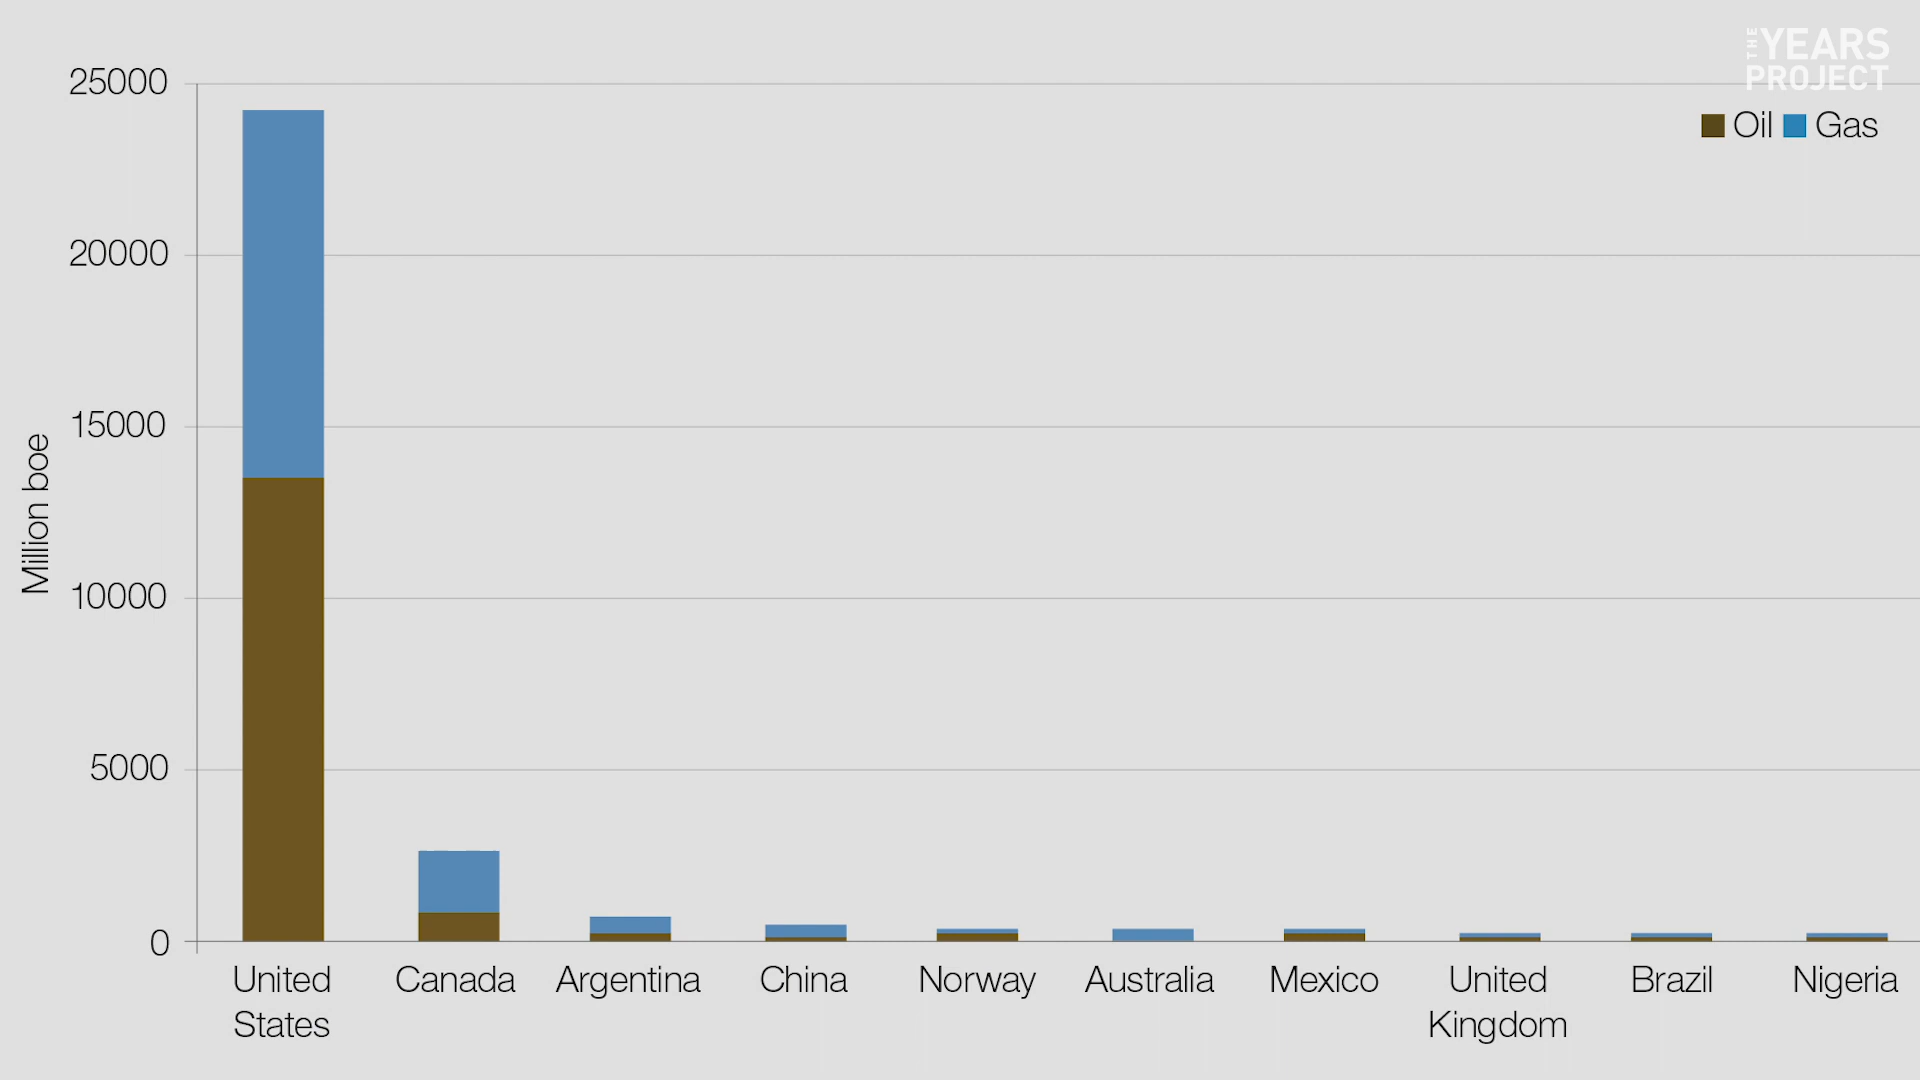 THE YEARS
PROJECT
Oil Gas
Million boe
25000
20000
15000
10000
5000
0
United States
Canada
Argentina
China
Norway
Australia
Mexico
United Kingdom
Brazil
Nigeria